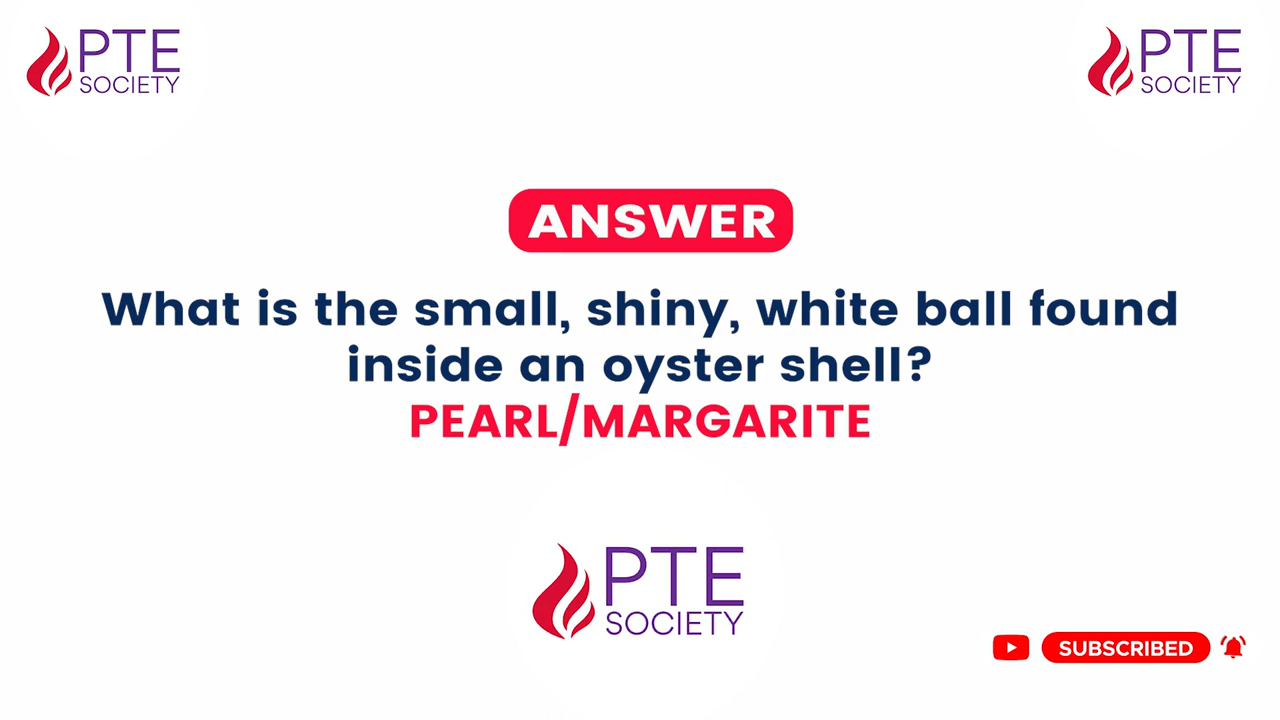 PTE
SOCIETY
PTE
SOCIETY
ANSWER
What is the small, shiny, white ball found
inside an oyster shell?
PEARL/MARGARITE
PTE
SOCIETY
SUBSCRIBED